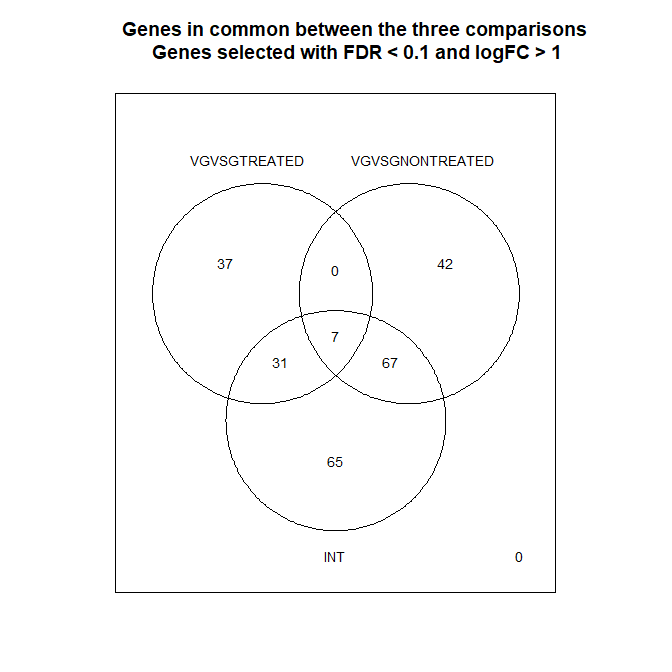 Genes in common between the three comparisons
Genes selected with FDR < 0.1 and logFC > 1
VGVSGTREATED VGVSGNONTREATED
37 0 42
7
31 67
65
INT 0